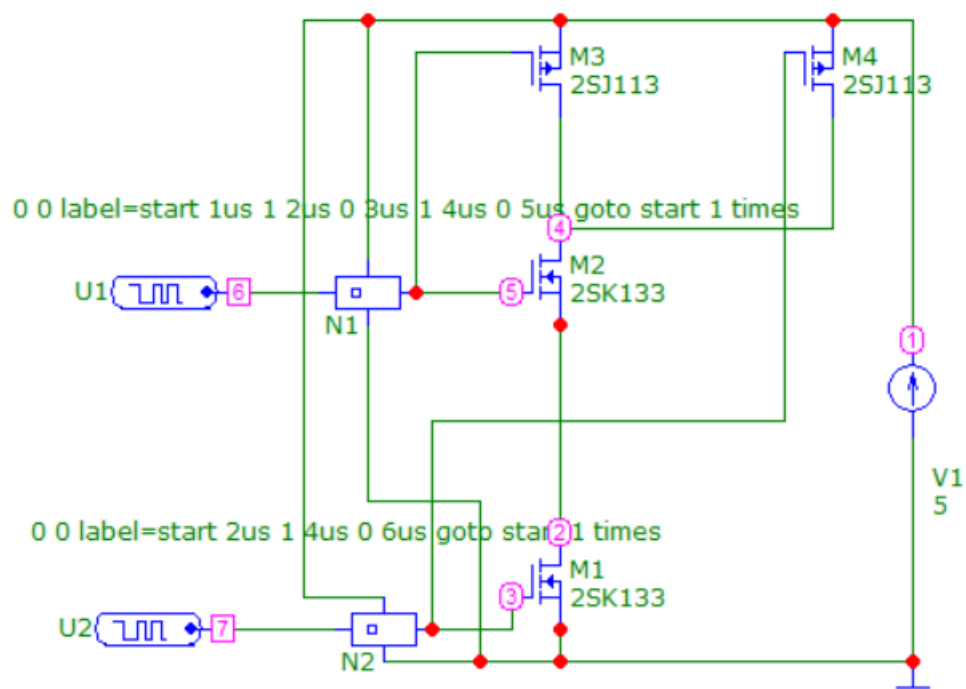 M3
2SJ113
M4
2SJ113
0 0 label=start 1us 1 2us 0 3us 1 4us 0 5us goto start 1 times
4
U1
6
N1
5
M2
2SK133
1
V1
5
0 0 label=start 2us 1 4us 0 6us goto start 1 times
2
M1
2SK133
3
U2
7
N2